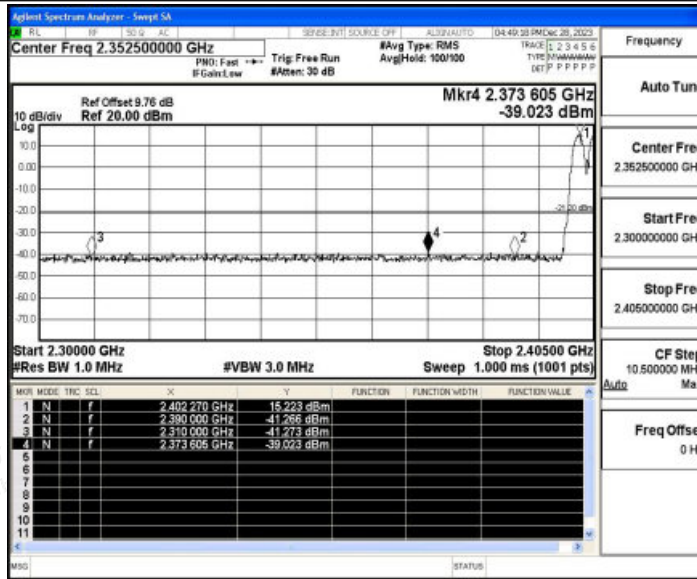 Agilent Spectrum Analyzer - Swept SA
RL RF 50 Ω AC SENSE:INT SOURCE OFF ALIGNAUTO 04:49:18 PM Dec 28, 2023
Center Freq 2.352500000 GHz
PNO: Fast
IFGain:Low
Trig: Free Run
#Atten: 30 dB
#Avg Type: RMS
Avg|Hold: 100/100
TRACE 1 2 3 4 5 6
TYPE MWWWWW
DET P P P P P P
Ref Offset 9.76 dB
10 dB/div Ref 20.00 dBm
Log
Mkr4 2.373 605 GHz
-39.023 dBm
10.0
0.00
-10.0
-20.0
-30.0
-40.0
-50.0
-60.0
-70.0
1
2
3
4
Start 2.30000 GHz Stop 2.40500 GHz
#Res BW 1.0 MHz #VBW 3.0 MHz Sweep 1.000 ms (1001 pts)
MKR MODE TRC SCL X Y FUNCTION FUNCTION WIDTH FUNCTION VALUE
1 N f 2.402 270 GHz 15.223 dBm
2 N f 2.390 000 GHz -41.266 dBm
3 N f 2.310 000 GHz -41.273 dBm
4 N f 2.373 605 GHz -39.023 dBm
5
6
7
8
9
10
11
MSG STATUS
Frequency
Auto Tun
Center Fre
2.352500000 GH
Start Fre
2.300000000 GH
Stop Fre
2.405000000 GH
CF Step
10.500000 MH
Auto Ma
Freq Offse
0 H